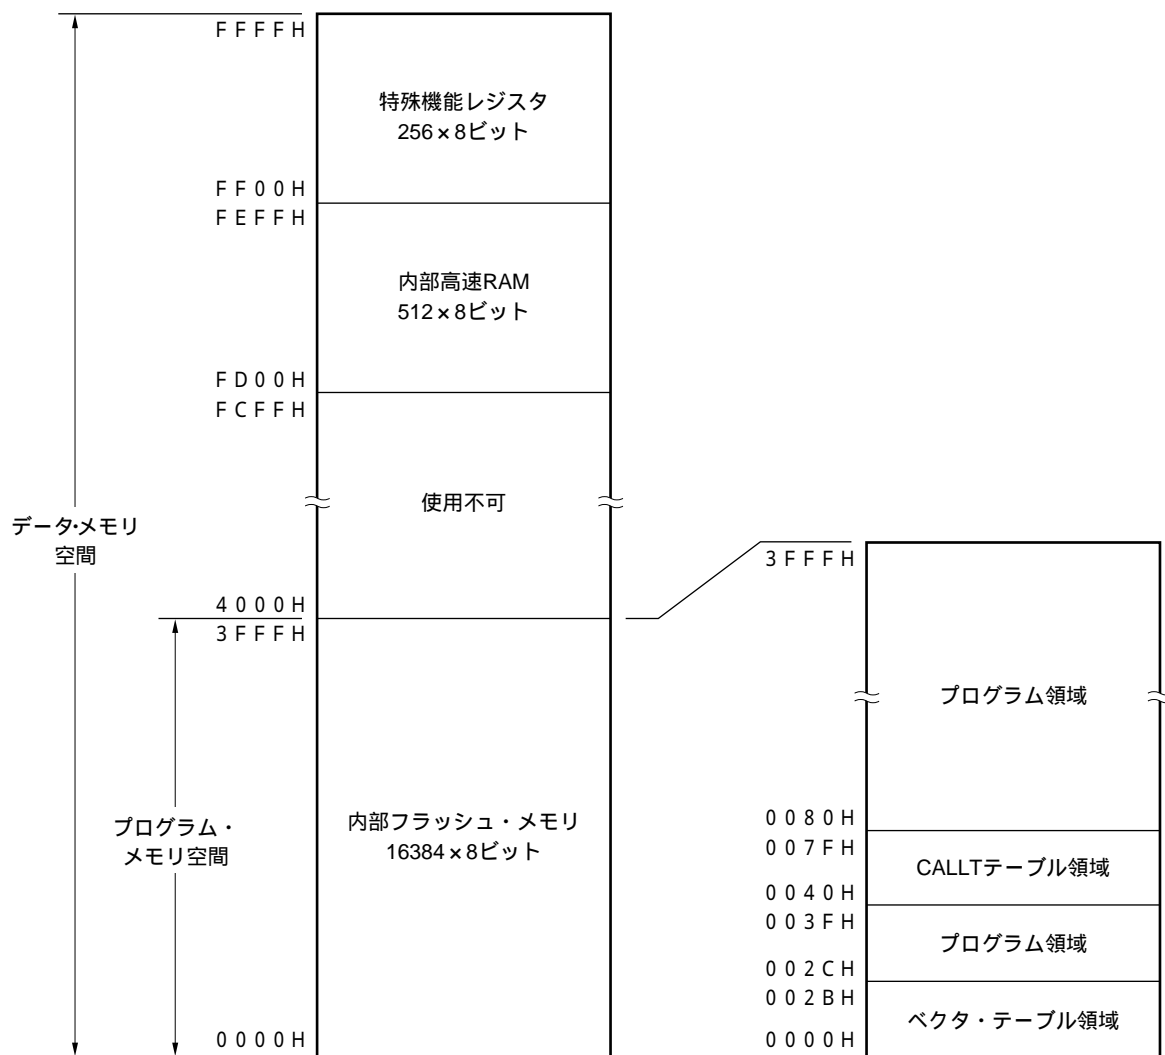 FFFFH
特殊機能レジスタ
256×8ビット
FF00H
FEFFH
内部高速RAM
512×8ビット
FD00H
FCFFH
使用不可
データ・メモリ
空間
4000H
3FFFH
プログラム・
メモリ空間
内部フラッシュ・メモリ
16384×8ビット
0000H
3FFFH
プログラム領域
0080H
007FH
CALLTテーブル領域
0040H
003FH
プログラム領域
002CH
002BH
ベクタ・テーブル領域
0000H